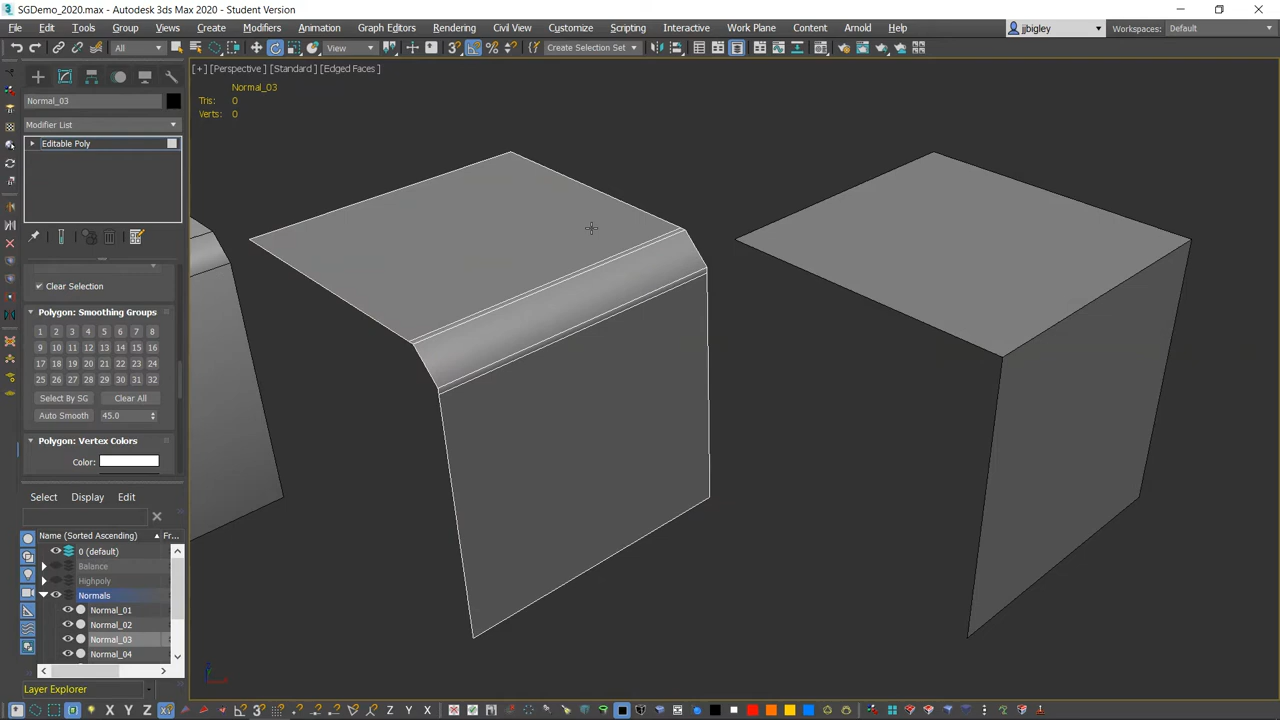 SGDemo_2020.max - Autodesk 3ds Max 2020 - Student Version
File Edit Tools Group Views Create Modifiers Animation Graph Editors Rendering Civil View Customize Scripting Interactive Content Arnold Help jjbigley Workspaces: Default
All View Create Selection Set
[+] [Perspective] [Standard] [Edged Faces]
Normal_03
Tris: 0
Verts: 0
Normal_03
Modifier List
Editable Poly
Clear Selection
Polygon: Smoothing Groups
1 2 3 4 5 6 7 8
9 10 11 12 13 14 15 16
17 18 19 20 21 22 23 24
25 26 27 28 29 30 31 32
Select By SG Clear All
Auto Smooth 45.0
Polygon: Vertex Colors
Color:
Select Display Edit
Name (Sorted Ascending) Fr...
0 (default)
Balance
Highpoly
Normals
Normal_01
Normal_02
Normal_03
Normal_04
Layer Explorer
X Y Z
Z Y X